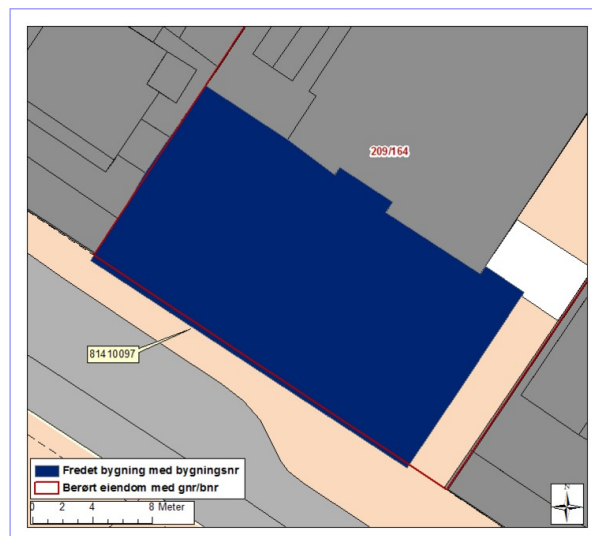 209/164
81410097
Fredet bygning med bygningsnr
Berørt eiendom med gnr/bnr
0 2 4 8 Meter
N